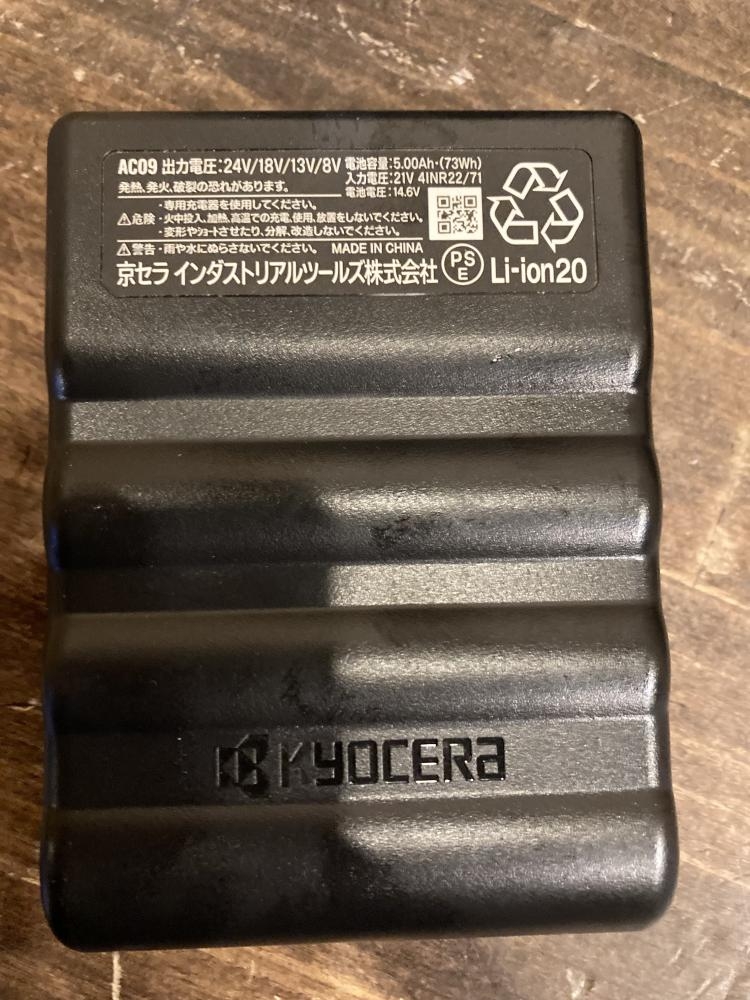 AC09 出力電圧:24V/18V/13V/8V
発熱、発火、破裂の恐れがあります。
⚠危険
・専用充電器を使用してください。
・火中投入、加熱、高温での充電、使用、放置をしないでください。
・変形やショートさせたり、分解、改造しないでください。
⚠警告・雨や水にぬらさないでください。 MADE IN CHINA
電池容量:5.00Ah・(73Wh)
入力電圧:21V 4INR22/71
電池電圧:14.6V
京セラ インダストリアルツールズ株式会社 PSE Li-ion20
KYOCERA